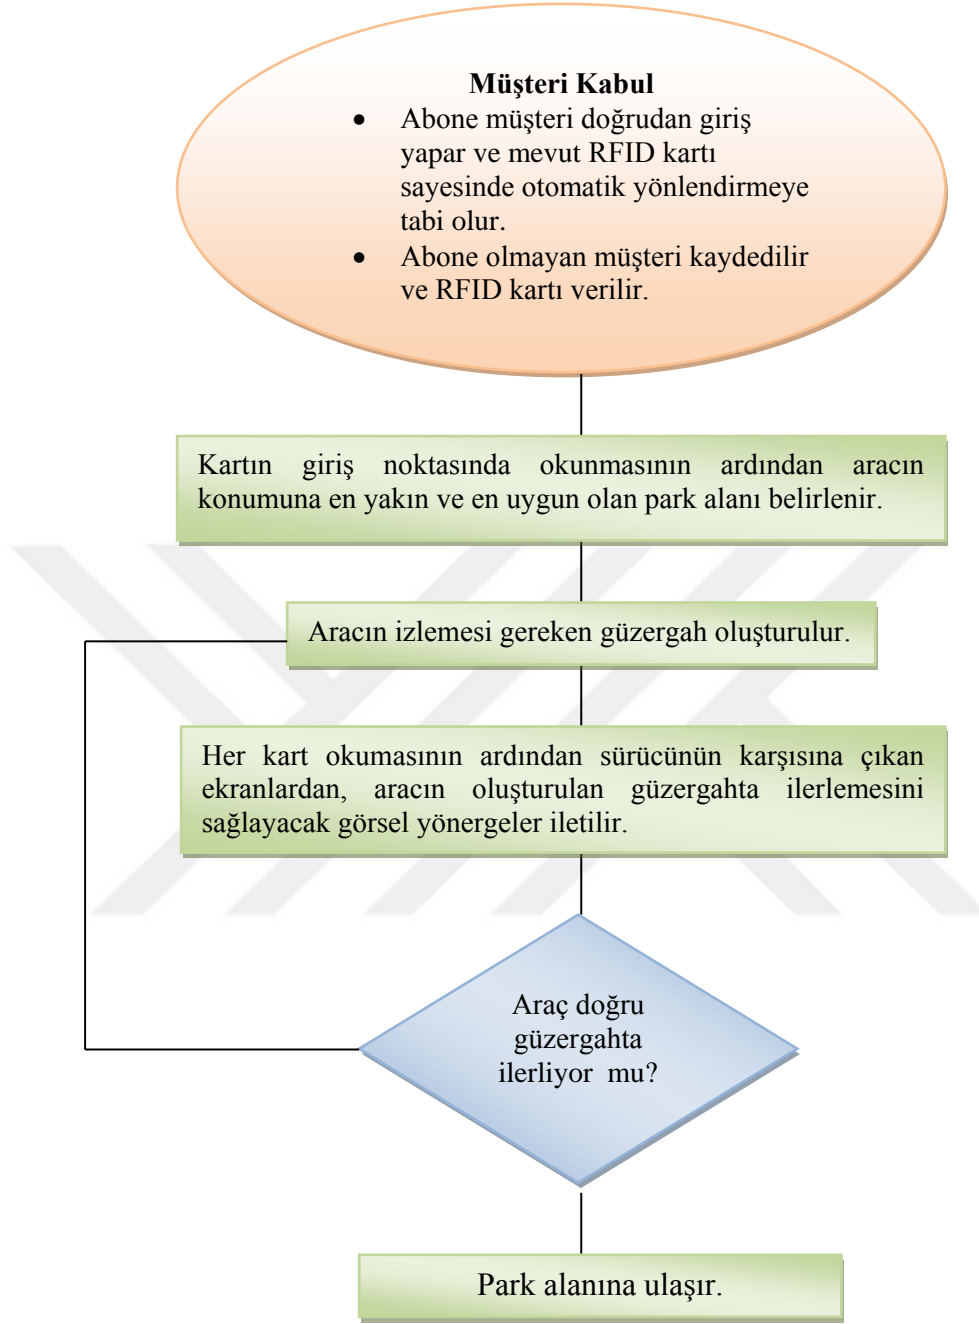 Müşteri Kabul
• Abone müşteri doğrudan giriş
yapar ve mevut RFID kartı
sayesinde otomatik yönlendirmeye
tabi olur.
• Abone olmayan müşteri kaydedilir
ve RFID kartı verilir.
Kartın giriş noktasında okunmasının ardından aracın
konumuna en yakın ve en uygun olan park alanı belirlenir.
Aracın izlemesi gereken güzergah oluşturulur.
Her kart okumasının ardından sürücünün karşısına çıkan
ekranlardan, aracın oluşturulan güzergahta ilerlemesini
sağlayacak görsel yönergeler iletilir.
Araç doğru
güzergahta
ilerliyor mu?
Park alanına ulaşır.